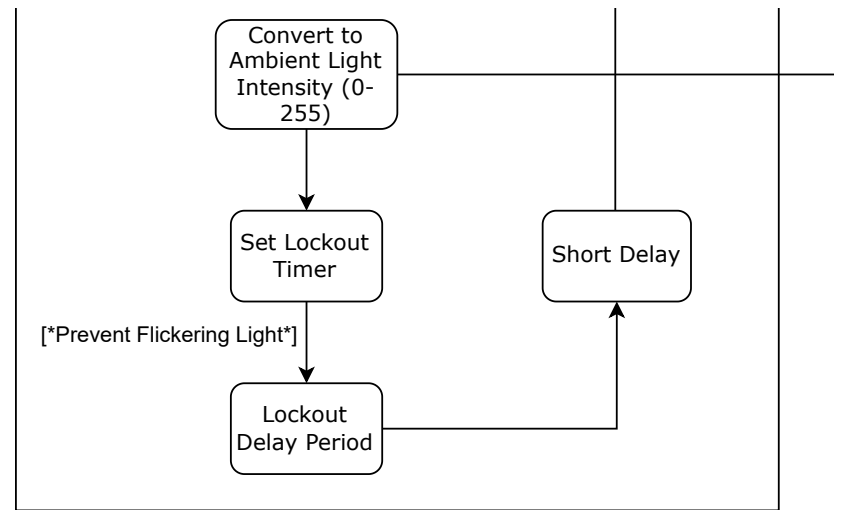 Convert to
Ambient Light
Intensity (0-
255)
Set Lockout
Timer
Short Delay
[*Prevent Flickering Light*]
Lockout
Delay Period